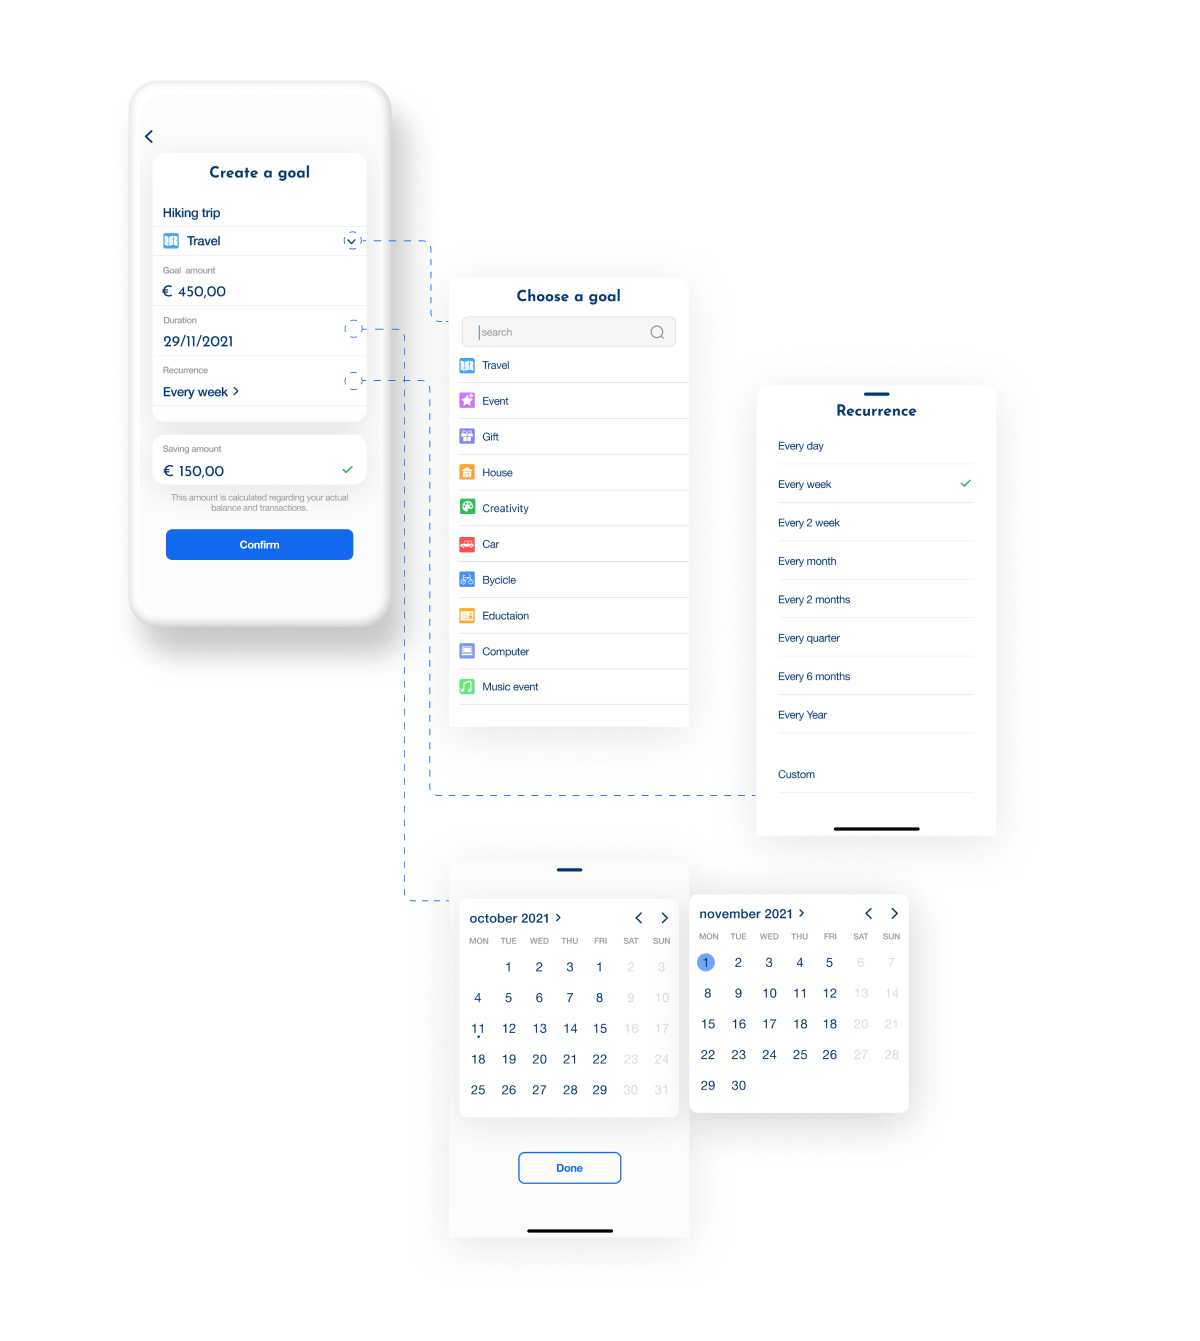 Create a goal
Hiking trip
Travel
Goal amount
€ 450,00
Duration
29/11/2021
Recurrence
Every week >
Saving amount
€ 150,00
This amount is calculated regarding your actual
balance and transactions.
Confirm
Choose a goal
search
Travel
Event
Gift
House
Creativity
Car
Bycicle
Eductaion
Computer
Music event
Recurrence
Every day
Every week
Every 2 week
Every month
Every 2 months
Every quarter
Every 6 months
Every Year
Custom
october 2021 >
MON TUE WED THU FRI SAT SUN
1 2 3 1 2 3
4 5 6 7 8 9 10
11 12 13 14 15 16 17
18 19 20 21 22 23 24
25 26 27 28 29 30 31
Done
november 2021 >
MON TUE WED THU FRI SAT SUN
1 2 3 4 5 6 7
8 9 10 11 12 13 14
15 16 17 18 18 20 21
22 23 24 25 26 27 28
29 30